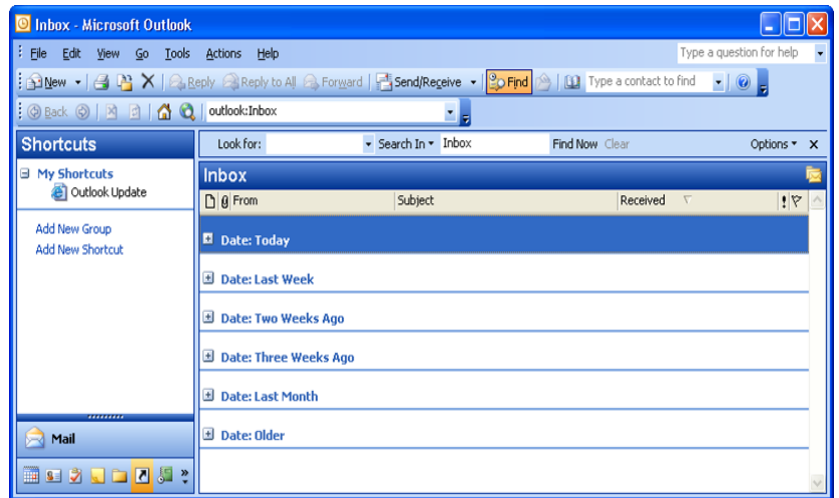 Inbox - Microsoft Outlook
File Edit View Go Tools Actions Help Type a question for help
New Reply Reply to All Forward Send/Receive Find Type a contact to find
Back outlook:Inbox
Shortcuts
Look for: Search In Inbox Find Now Clear Options
My Shortcuts
Outlook Update
Add New Group
Add New Shortcut
Inbox
From Subject Received
Date: Today
Date: Last Week
Date: Two Weeks Ago
Date: Three Weeks Ago
Date: Last Month
Date: Older
Mail